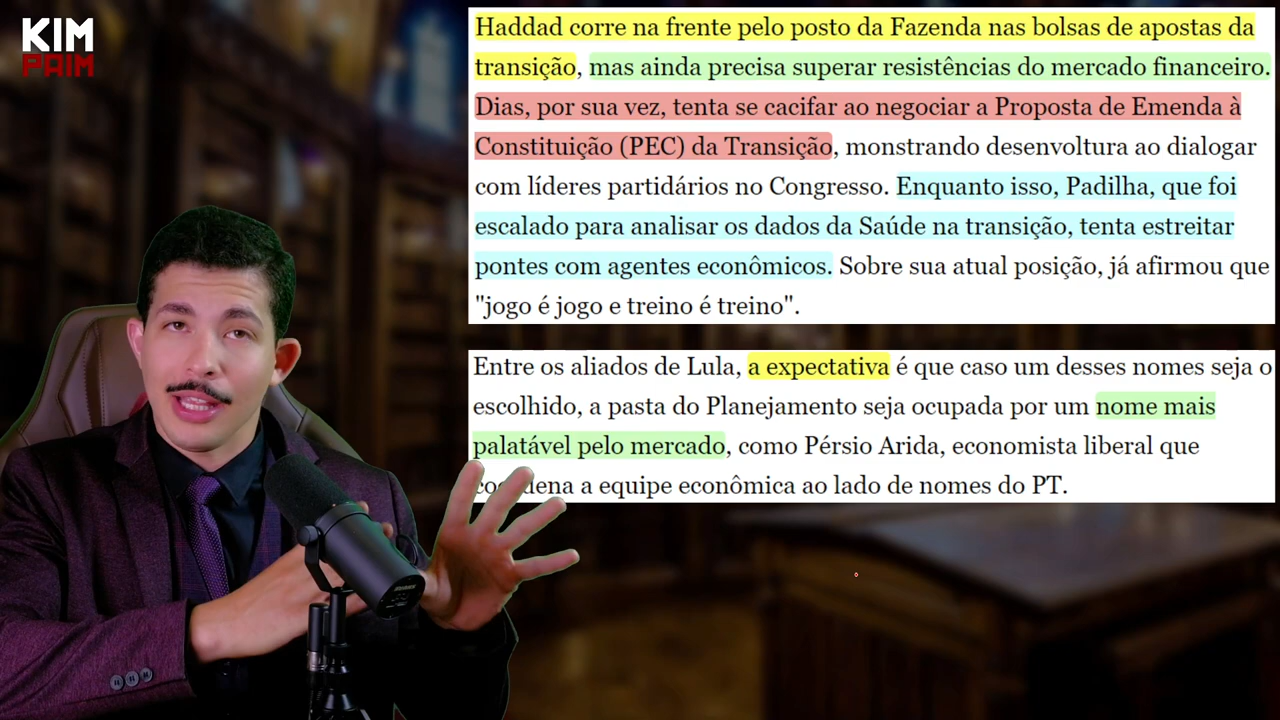 KIM
PAIM
Haddad corre na frente pelo posto da Fazenda nas bolsas de apostas da
transição, mas ainda precisa superar resistências do mercado financeiro.
Dias, por sua vez, tenta se cacifar ao negociar a Proposta de Emenda à
Constituição (PEC) da Transição, monstrando desenvoltura ao dialogar
com líderes partidários no Congresso. Enquanto isso, Padilha, que foi
escalado para analisar os dados da Saúde na transição, tenta estreitar
pontes com agentes econômicos. Sobre sua atual posição, já afirmou que
"jogo é jogo e treino é treino".
Entre os aliados de Lula, a expectativa é que caso um desses nomes seja o
escolhido, a pasta do Planejamento seja ocupada por um nome mais
palatável pelo mercado, como Pérsio Arida, economista liberal que
a equipe econômica ao lado de nomes do PT.